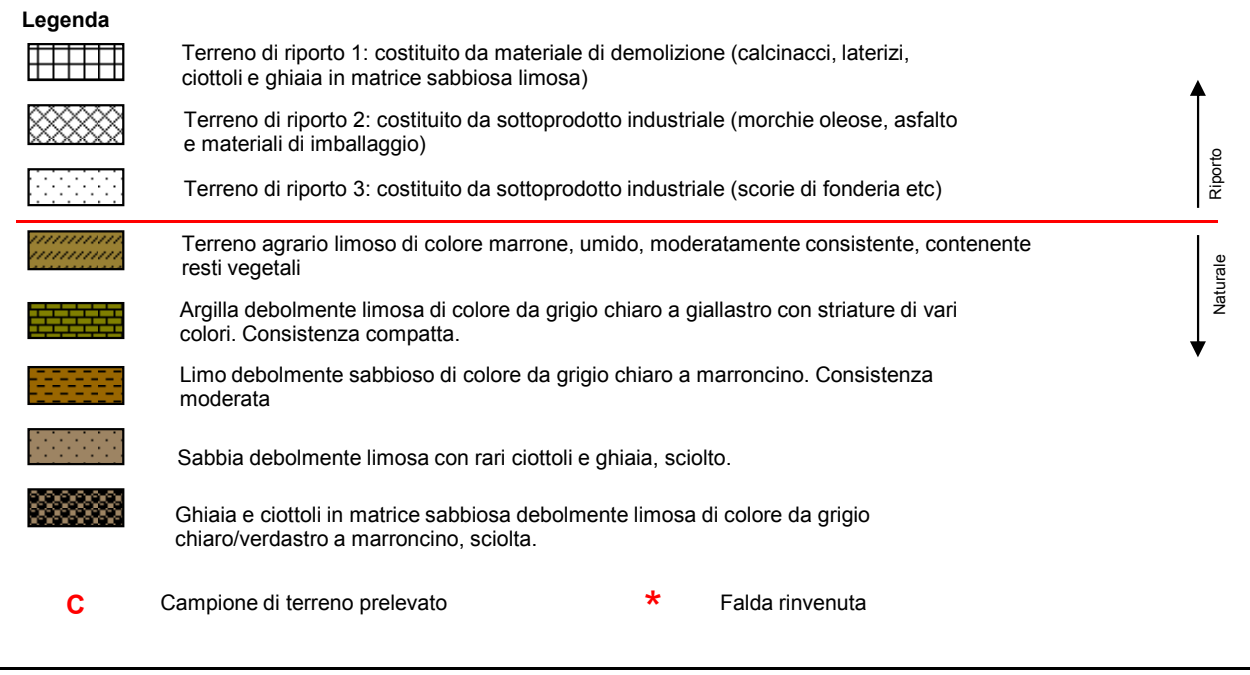 Legenda
Terreno di riporto 1: costituito da materiale di demolizione (calcinacci, laterizi,
ciottoli e ghiaia in matrice sabbiosa limosa)
Terreno di riporto 2: costituito da sottoprodotto industriale (morchie oleose, asfalto
e materiali di imballaggio)
Riporto
Terreno di riporto 3: costituito da sottoprodotto industriale (scorie di fonderia etc)
Terreno agrario limoso di colore marrone, umido, moderatamente consistente, contenente
resti vegetali
Naturale
Argilla debolmente limosa di colore da grigio chiaro a giallastro con striature di vari
colori. Consistenza compatta.
Limo debolmente sabbioso di colore da grigio chiaro a marroncino. Consistenza
moderata
Sabbia debolmente limosa con rari ciottoli e ghiaia, sciolto.
Ghiaia e ciottoli in matrice sabbiosa debolmente limosa di colore da grigio
chiaro/verdastro a marroncino, sciolta.
C Campione di terreno prelevato * Falda rinvenuta